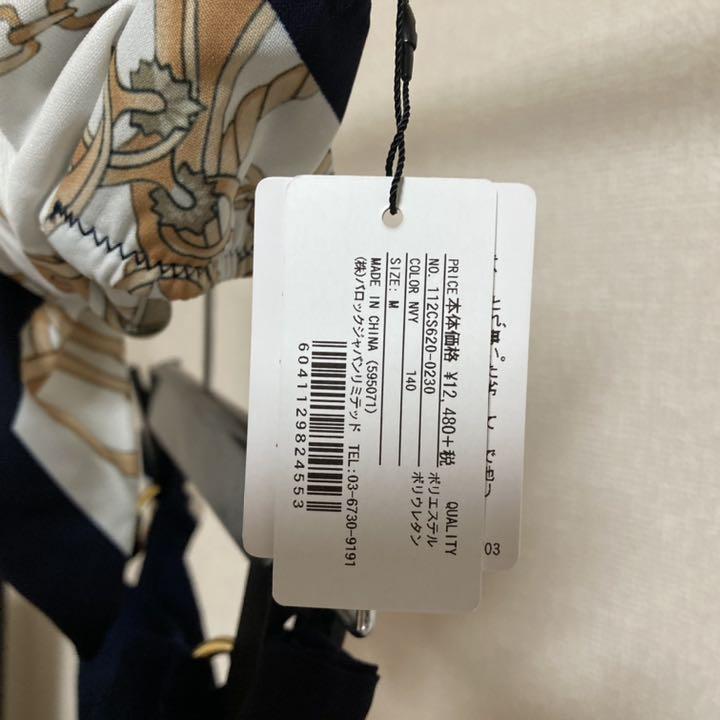 PRICE 本体価格 ¥12,480+税
NO. 112CS620-0230
COLOR NVY 140
SIZE: M
QUALITY
ポリエステル
ポリウレタン
MADE IN CHINA (595071)
(株)バロックジャパンリミテッド TEL:03-6730-9191
6041129824553
03